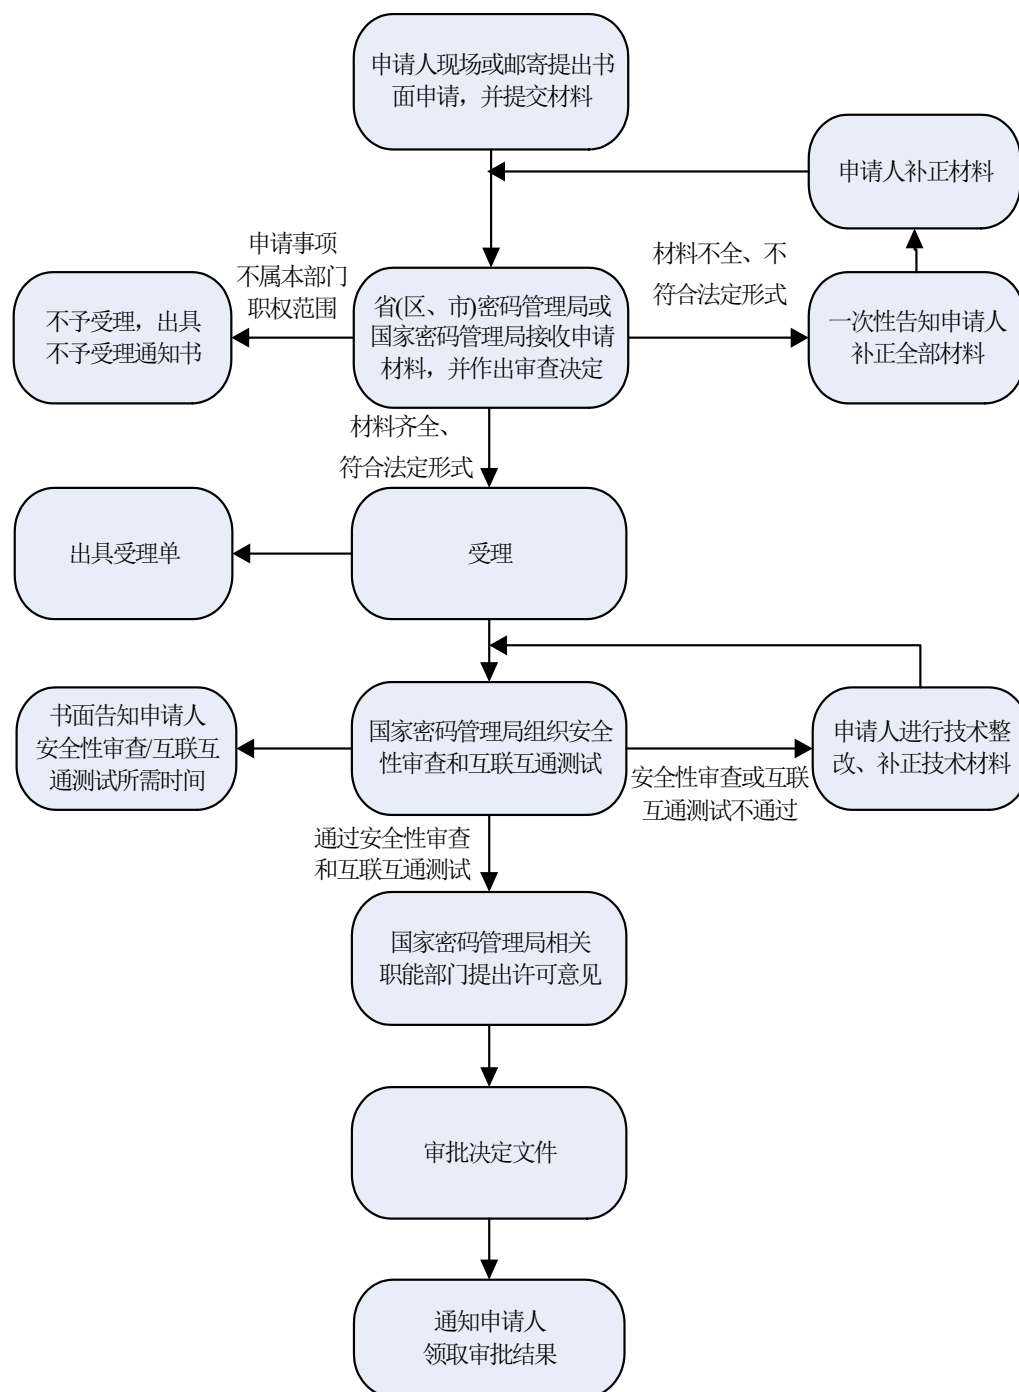 申请人现场或邮寄提出书
面申请，并提交材料
申请人补正材料
申请事项
不属本部门
职权范围
材料不全、不
符合法定形式
不予受理，出具
不予受理通知书
省(区、市)密码管理局或
国家密码管理局接收申请
材料，并作出审查决定
一次性告知申请人
补正全部材料
材料齐全、
符合法定形式
出具受理单
受理
书面告知申请人
安全性审查/互联互
通测试所需时间
国家密码管理局组织安全
性审查和互联互通测试
安全性审查或互联
互通测试不通过
申请人进行技术整
改、补正技术材料
通过安全性审查
和互联互通测试
国家密码管理局相关
职能部门提出许可意见
审批决定文件
通知申请人
领取审批结果